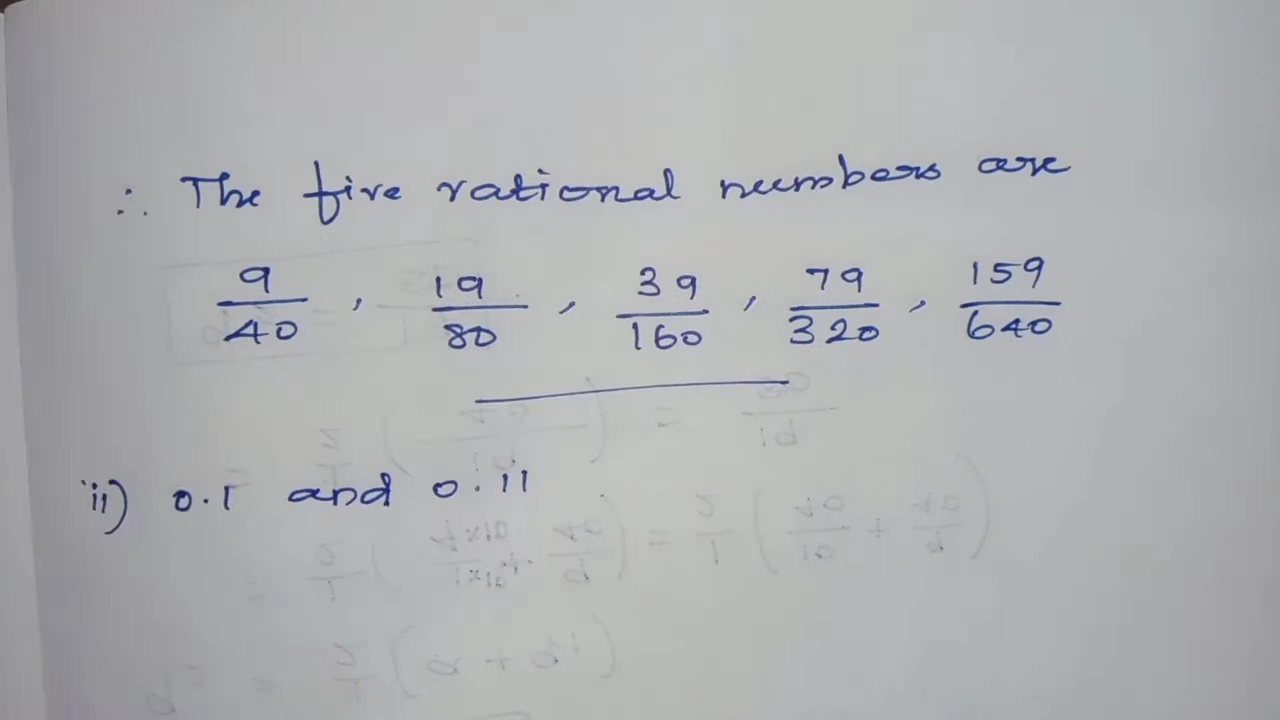 ∴ The five rational numbers are
9/40 , 19/80 , 39/160 , 79/320 , 159/640
ii) 0.1 and 0.11